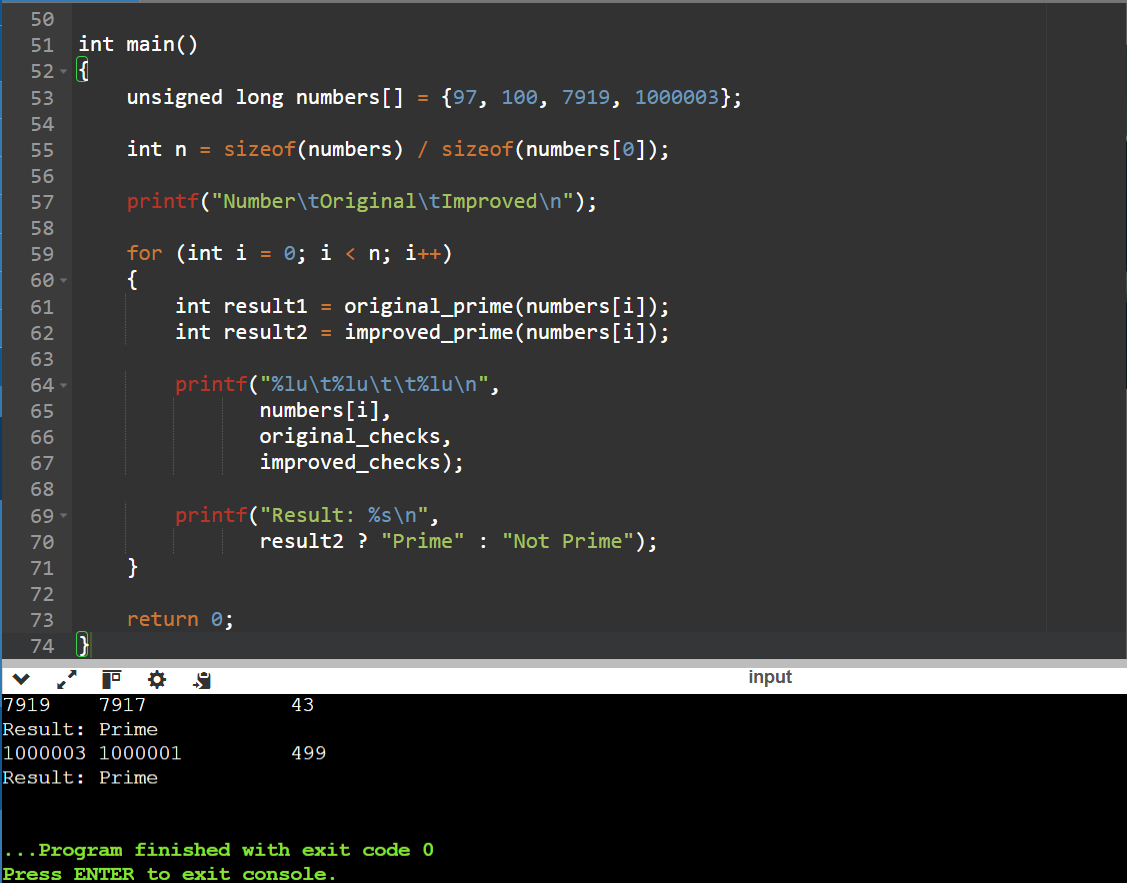 50
51 int main()
52 {
53 unsigned long numbers[] = {97, 100, 7919, 1000003};
54
55 int n = sizeof(numbers) / sizeof(numbers[0]);
56
57 printf("Number\tOriginal\tImproved\n");
58
59 for (int i = 0; i < n; i++)
60 {
61 int result1 = original_prime(numbers[i]);
62 int result2 = improved_prime(numbers[i]);
63
64 printf("%lu\t%lu\t\t%lu\n",
65 numbers[i],
66 original_checks,
67 improved_checks);
68
69 printf("Result: %s\n",
70 result2 ? "Prime" : "Not Prime");
71 }
72
73 return 0;
74 }
input
7919 7917 43
Result: Prime
1000003 1000001 499
Result: Prime
...Program finished with exit code 0
Press ENTER to exit console.